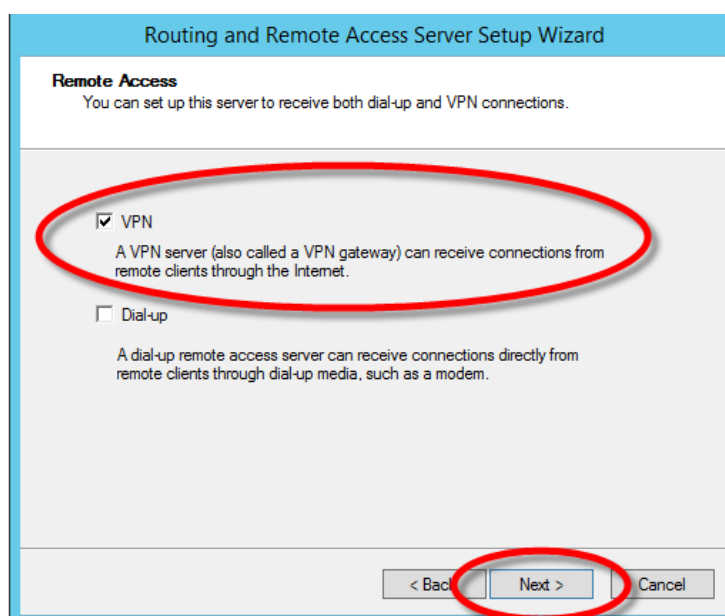 Routing and Remote Access Server Setup Wizard
Remote Access
You can set up this server to receive both dial-up and VPN connections.
VPN
A VPN server (also called a VPN gateway) can receive connections from
remote clients through the Internet.
Dial-up
A dial-up remote access server can receive connections directly from
remote clients through dial-up media, such as a modem.
< Back
Next >
Cancel